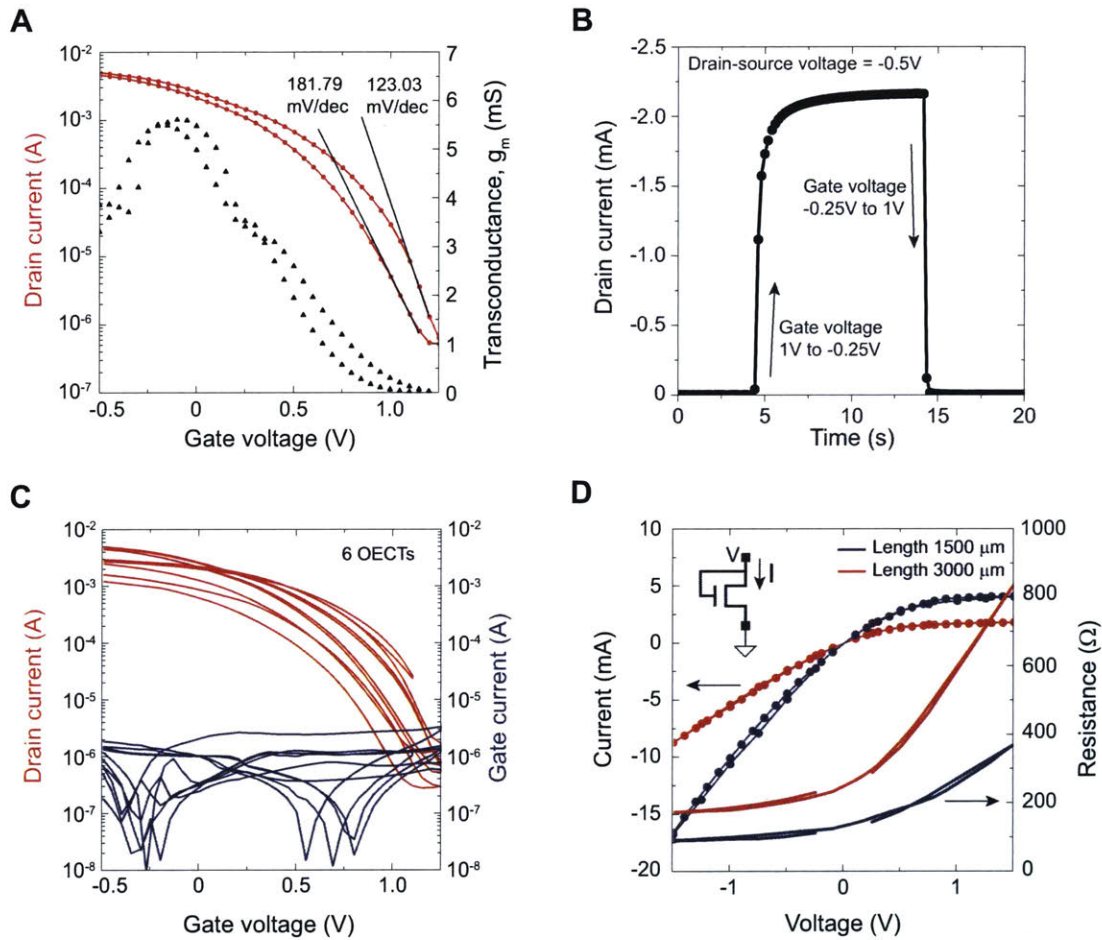 A
10⁻²
10⁻³
10⁻⁴
10⁻⁵
10⁻⁶
10⁻⁷
Drain current (A)
181.79
mV/dec
123.03
mV/dec
7
6
5
4
3
2
1
0
Transconductance, gₘ (mS)
-0.5
0
0.5
1.0
Gate voltage (V)
B
-2.5
-2.0
-1.5
-1.0
-0.5
0
Drain current (mA)
Drain-source voltage = -0.5V
Gate voltage
-0.25V to 1V
Gate voltage
1V to -0.25V
0
5
10
15
20
Time (s)
C
10⁻²
10⁻³
10⁻⁴
10⁻⁵
10⁻⁶
10⁻⁷
10⁻⁸
Drain current (A)
6 OECTs
10⁻²
10⁻³
10⁻⁴
10⁻⁵
10⁻⁶
10⁻⁷
10⁻⁸
Gate current (A)
-0.5
0
0.5
1.0
Gate voltage (V)
D
10
5
0
-5
-10
-15
-20
Current (mA)
V
I
Length 1500 μm
Length 3000 μm
1000
800
600
400
200
0
Resistance (Ω)
-1
0
1
Voltage (V)